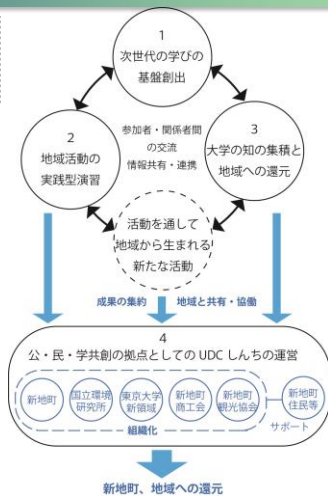 1
次世代の学びの
基盤創出
2
地域活動の
実践型演習
参加者・関係者間
の交流
情報共有・連携
3
大学の知の集積と
地域への還元
活動を通して
地域から生まれる
新たな活動
成果の集約
地域と共有・協働
4
公・民・学共創の拠点としての UDC しんちの運営
新地町
国立環境
研究所
東京大学
新領域
新地町
商工会
新地町
観光協会
新地町
住民等
組織化
サポート
新地町、地域への還元